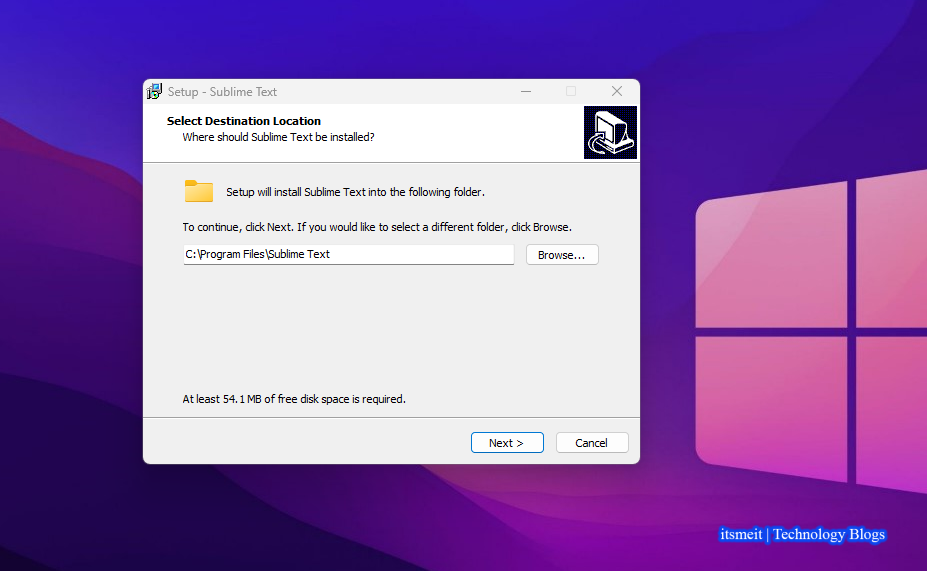 Setup - Sublime Text
Select Destination Location
Where should Sublime Text be installed?
Setup will install Sublime Text into the following folder.
To continue, click Next. If you would like to select a different folder, click Browse.
C:\Program Files\Sublime Text
Browse...
At least 54.1 MB of free disk space is required.
Next >
Cancel
itsmeit | Technology Blogs